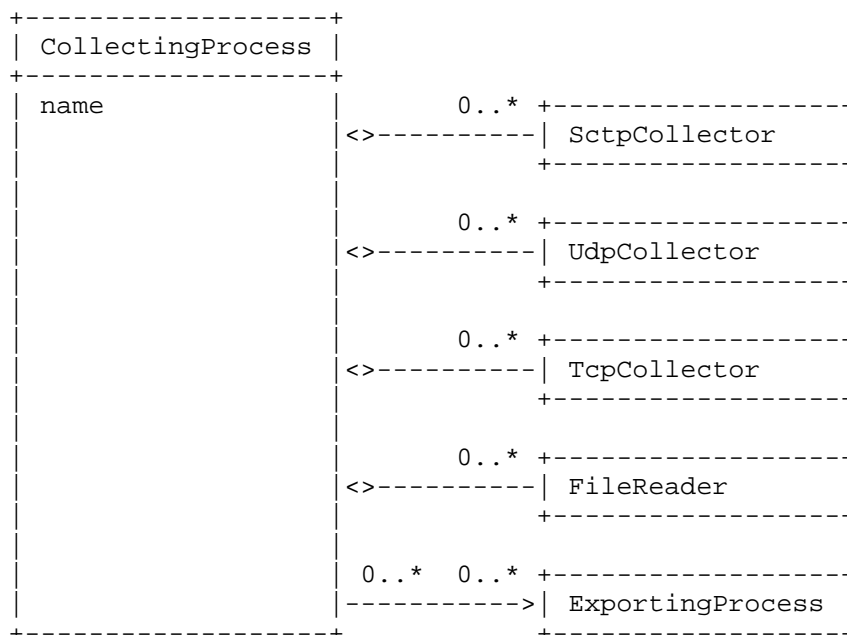 CollectingProcess
name
0..*
SctpCollector
0..*
UdpCollector
0..*
TcpCollector
0..*
FileReader
0..* 0..*
ExportingProcess